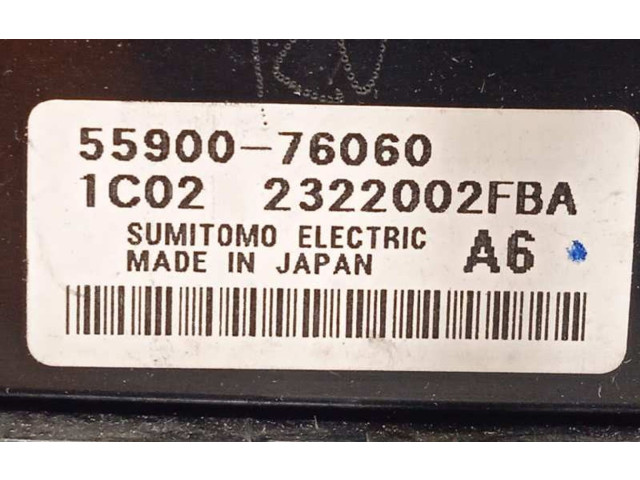 55900-76060
1C02 2322002FBA
SUMITOMO ELECTRIC
MADE IN JAPAN A6